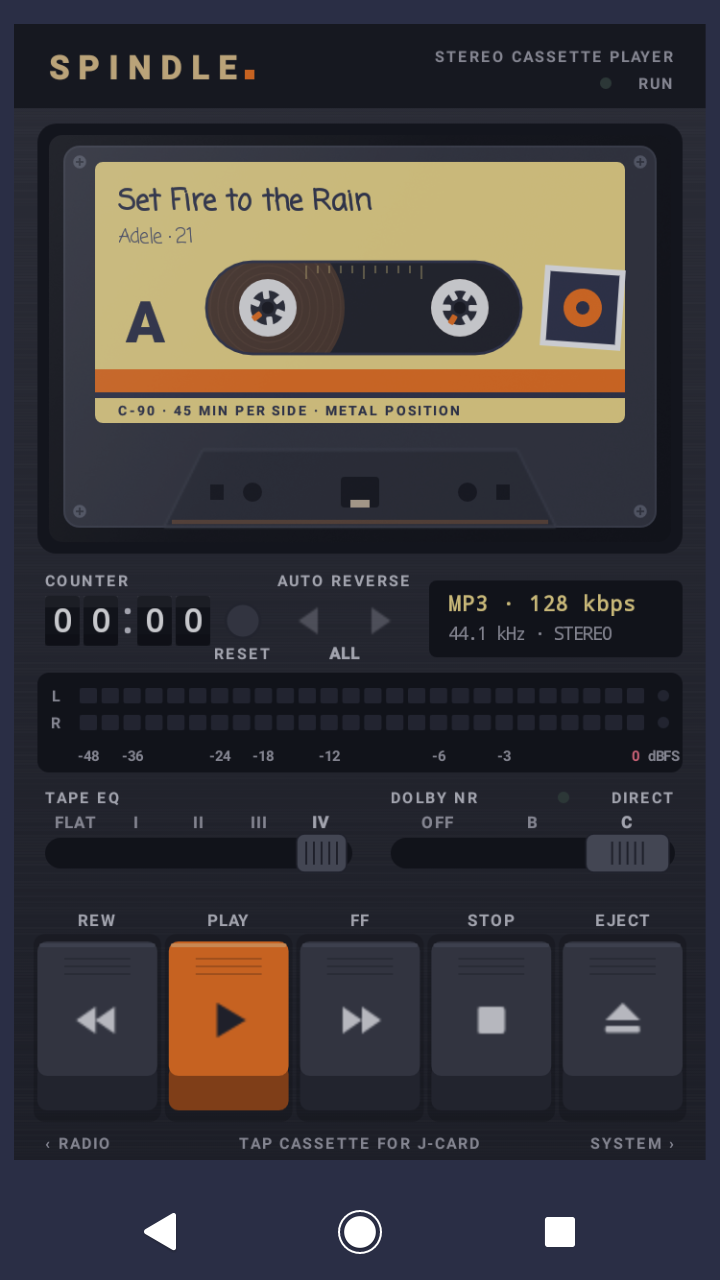 SPINDLE.
STEREO CASSETTE PLAYER
RUN
Set Fire to the Rain
Adele · 21
A
C-90 · 45 MIN PER SIDE · METAL POSITION
COUNTER
AUTO REVERSE
00:00
RESET
ALL
MP3 · 128 kbps
44.1 kHz · STEREO
L
R
-48 -36 -24 -18 -12 -6 -3 0 dBFS
TAPE EQ
FLAT I II III IV
DOLBY NR
DIRECT
OFF B C
REW PLAY FF STOP EJECT
‹ RADIO TAP CASSETTE FOR J-CARD SYSTEM ›